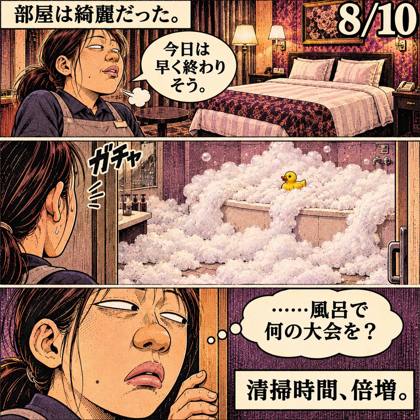 部屋は綺麗だった。
8/10
今日は
早く終わり
そう。
ガチャ
……風呂で
何の大会を?
清掃時間、倍増。